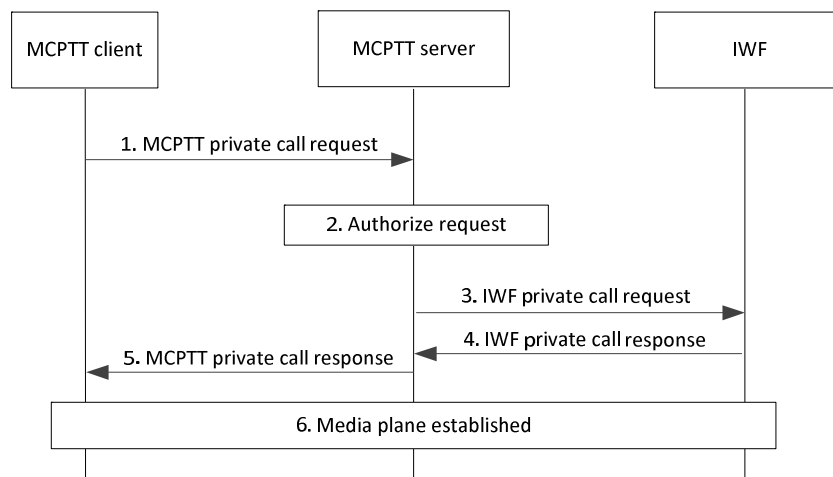 MCPTT client
MCPTT server
IWF
1. MCPTT private call request
2. Authorize request
3. IWF private call request
4. IWF private call response
5. MCPTT private call response
6. Media plane established